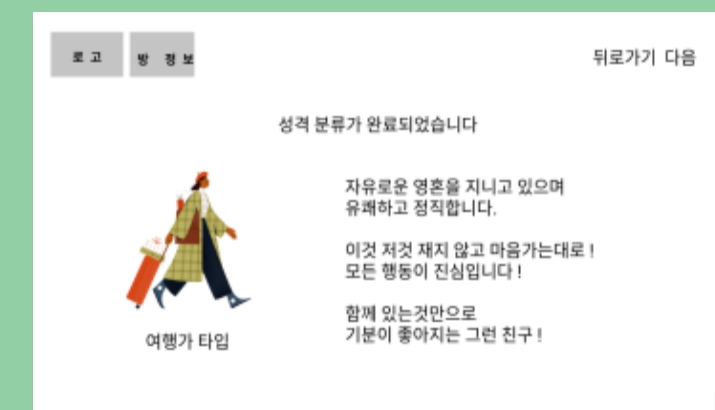 로고
방 정보
뒤로가기 다음
성격 분류가 완료되었습니다
자유로운 영혼을 지니고 있으며
유쾌하고 정직합니다.
이것 저것 재지 않고 마음가는대로 !
모든 행동이 진심입니다 !
함께 있는것만으로
기분이 좋아지는 그런 친구 !
여행가 타입